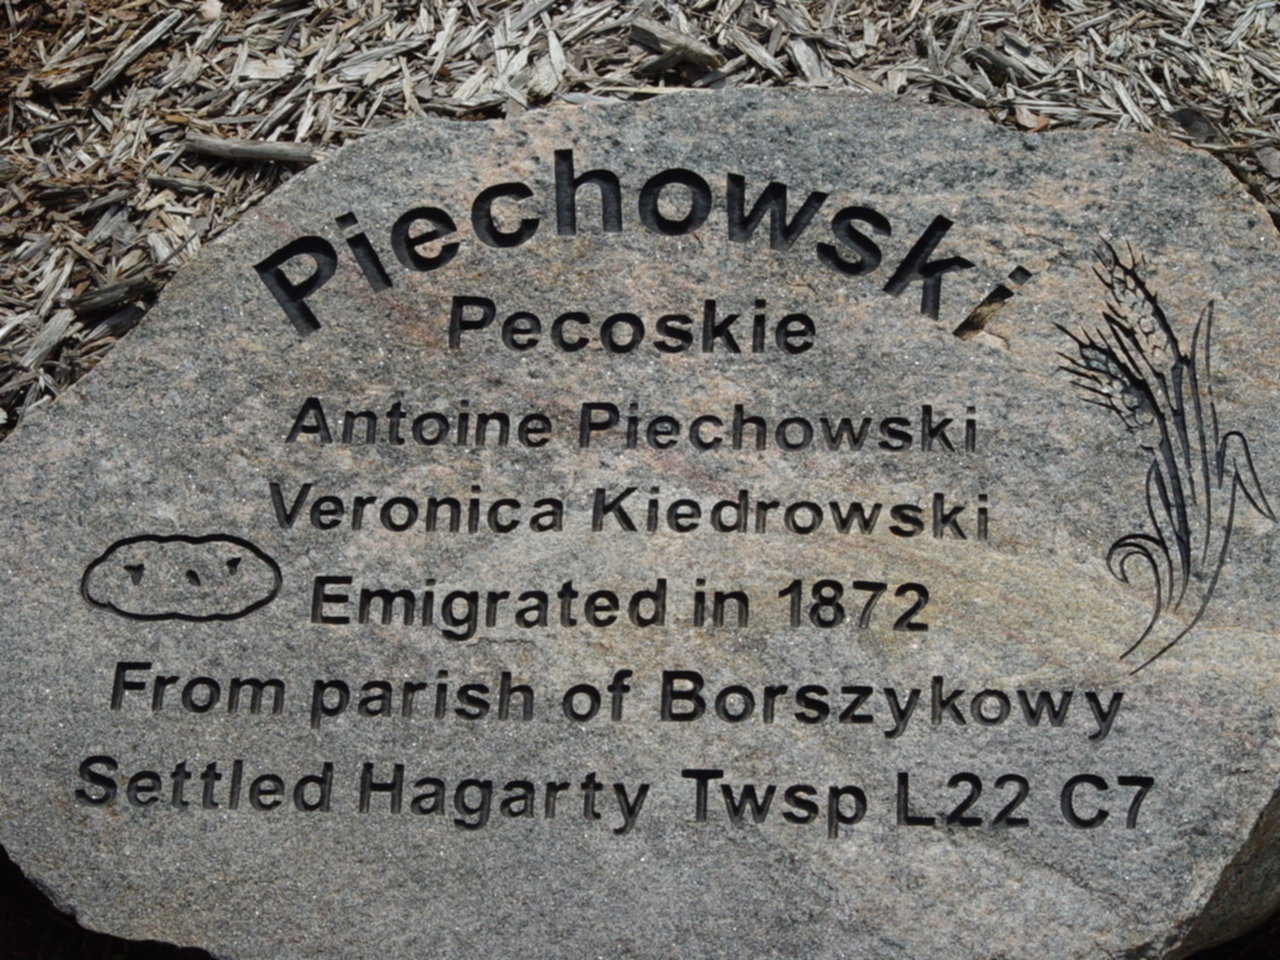 Piechowski
Pecoskie
Antoine Piechowski
Veronica Kiedrowski
Emigrated in 1872
From parish of Borszykowy
Settled Hagarty Twsp L22 C7